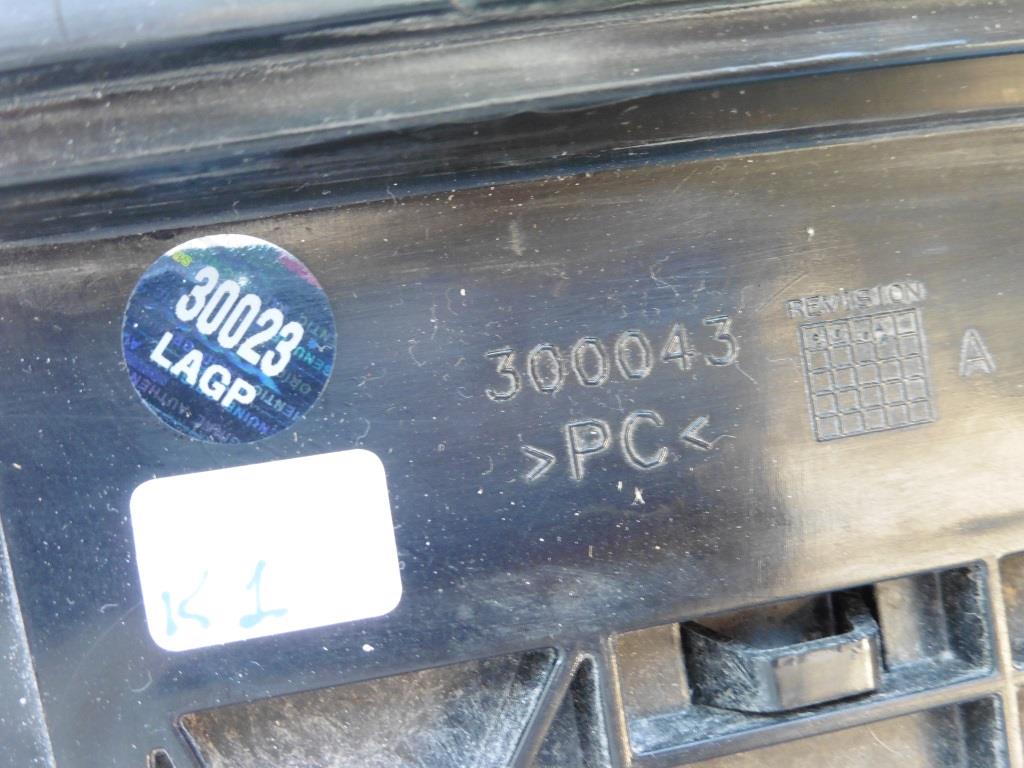 30023
LAGP
300043
>PC<
REVISION
A
K1